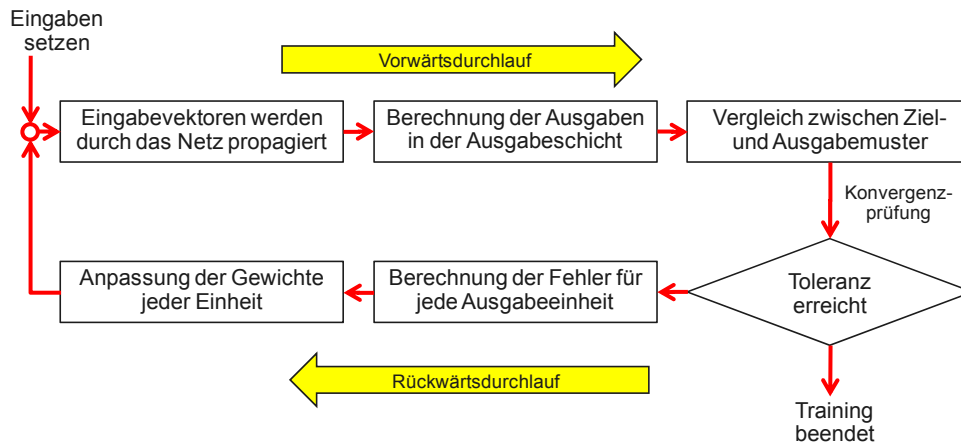 Eingaben
setzen
Vorwärtsdurchlauf
Eingabevektoren werden
durch das Netz propagiert
Berechnung der Ausgaben
in der Ausgabeschicht
Vergleich zwischen Ziel-
und Ausgabemuster
Konvergenz-
prüfung
Toleranz
erreicht
Berechnung der Fehler für
jede Ausgabeeinheit
Anpassung der Gewichte
jeder Einheit
Rückwärtsdurchlauf
Training
beendet